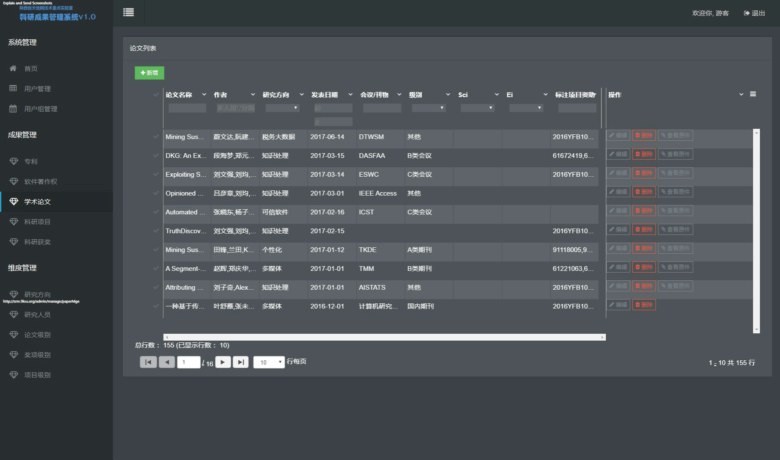 Explain and Send Screenshots
科研成果管理系统v1.0
欢迎你, 游客 退出
系统管理
首页
用户管理
用户组管理
成果管理
专利
软件著作权
学术论文
科研项目
科研获奖
维度管理
研究方向
研究人员
论文级别
发项级别
项目级别
论文列表
新增
论文名称 作者 研究方向 发表日期 会议/刊物 级别 Sci Ei 标注项目资助 操作
Mining Sus... 税务大数据 2017-06-14 DTWSM 其他 2016YFB10... 编辑 删除 查看原件
DKG: An Ex... 段海梦,郑元... 知识处理 2017-03-15 DASFAA B类会议 61672419,6... 编辑 删除 查看原件
Exploiting S... 刘文强,刘均,... 知识处理 2017-03-14 ESWC C类会议 2016YFB10... 编辑 删除 查看原件
Opinioned ... 吕彦章,刘均,... 知识处理 2017-03-01 IEEE Access 其他 编辑 删除 查看原件
Automated ... 张晓东,杨子... 可信软件 2017-02-16 ICST C类会议 编辑 删除 查看原件
TruthDiscov... 刘文强,刘均,... 知识处理 2017-02-15 2016YFB10... 编辑 删除 查看原件
Mining Sus... 田锋,兰田,K... 个性化 2017-01-12 TKDE A类期刊 91118005,9... 编辑 删除 查看原件
A Segment-... 赵辉,郑庆华,... 多媒体 2017-01-01 TMM B类期刊 61221063,6... 编辑 删除 查看原件
Attributing ... 刘子奇,Alex... 知识处理 2017-01-01 AISTATS 其他 2016YFB10... 编辑 删除 查看原件
一种基于传... 叶舒雁,张未... 多媒体 2016-12-01 计算机研究... 国内期刊 2016YFB10... 编辑 删除
总行数： 155 (已显示行数： 10)
1 / 16 10 行每页
1 - 10 共 155 行